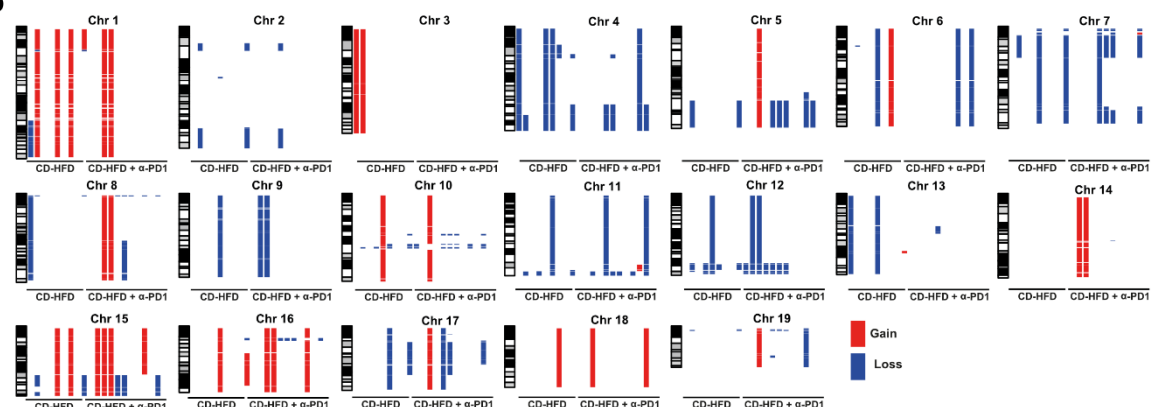 Chr 1 Chr 2 Chr 3 Chr 4 Chr 5 Chr 6 Chr 7
CD-HFD CD-HFD + α-PD1 CD-HFD CD-HFD + α-PD1 CD-HFD CD-HFD + α-PD1 CD-HFD CD-HFD + α-PD1 CD-HFD CD-HFD + α-PD1 CD-HFD CD-HFD + α-PD1 CD-HFD CD-HFD + α-PD1
Chr 8 Chr 9 Chr 10 Chr 11 Chr 12 Chr 13 Chr 14
CD-HFD CD-HFD + α-PD1 CD-HFD CD-HFD + α-PD1 CD-HFD CD-HFD + α-PD1 CD-HFD CD-HFD + α-PD1 CD-HFD CD-HFD + α-PD1 CD-HFD CD-HFD + α-PD1 CD-HFD CD-HFD + α-PD1
Chr 15 Chr 16 Chr 17 Chr 18 Chr 19
Gain
Loss
CD-HFD CD-HFD + α-PD1 CD-HFD CD-HFD + α-PD1 CD-HFD CD-HFD + α-PD1 CD-HFD CD-HFD + α-PD1 CD-HFD CD-HFD + α-PD1